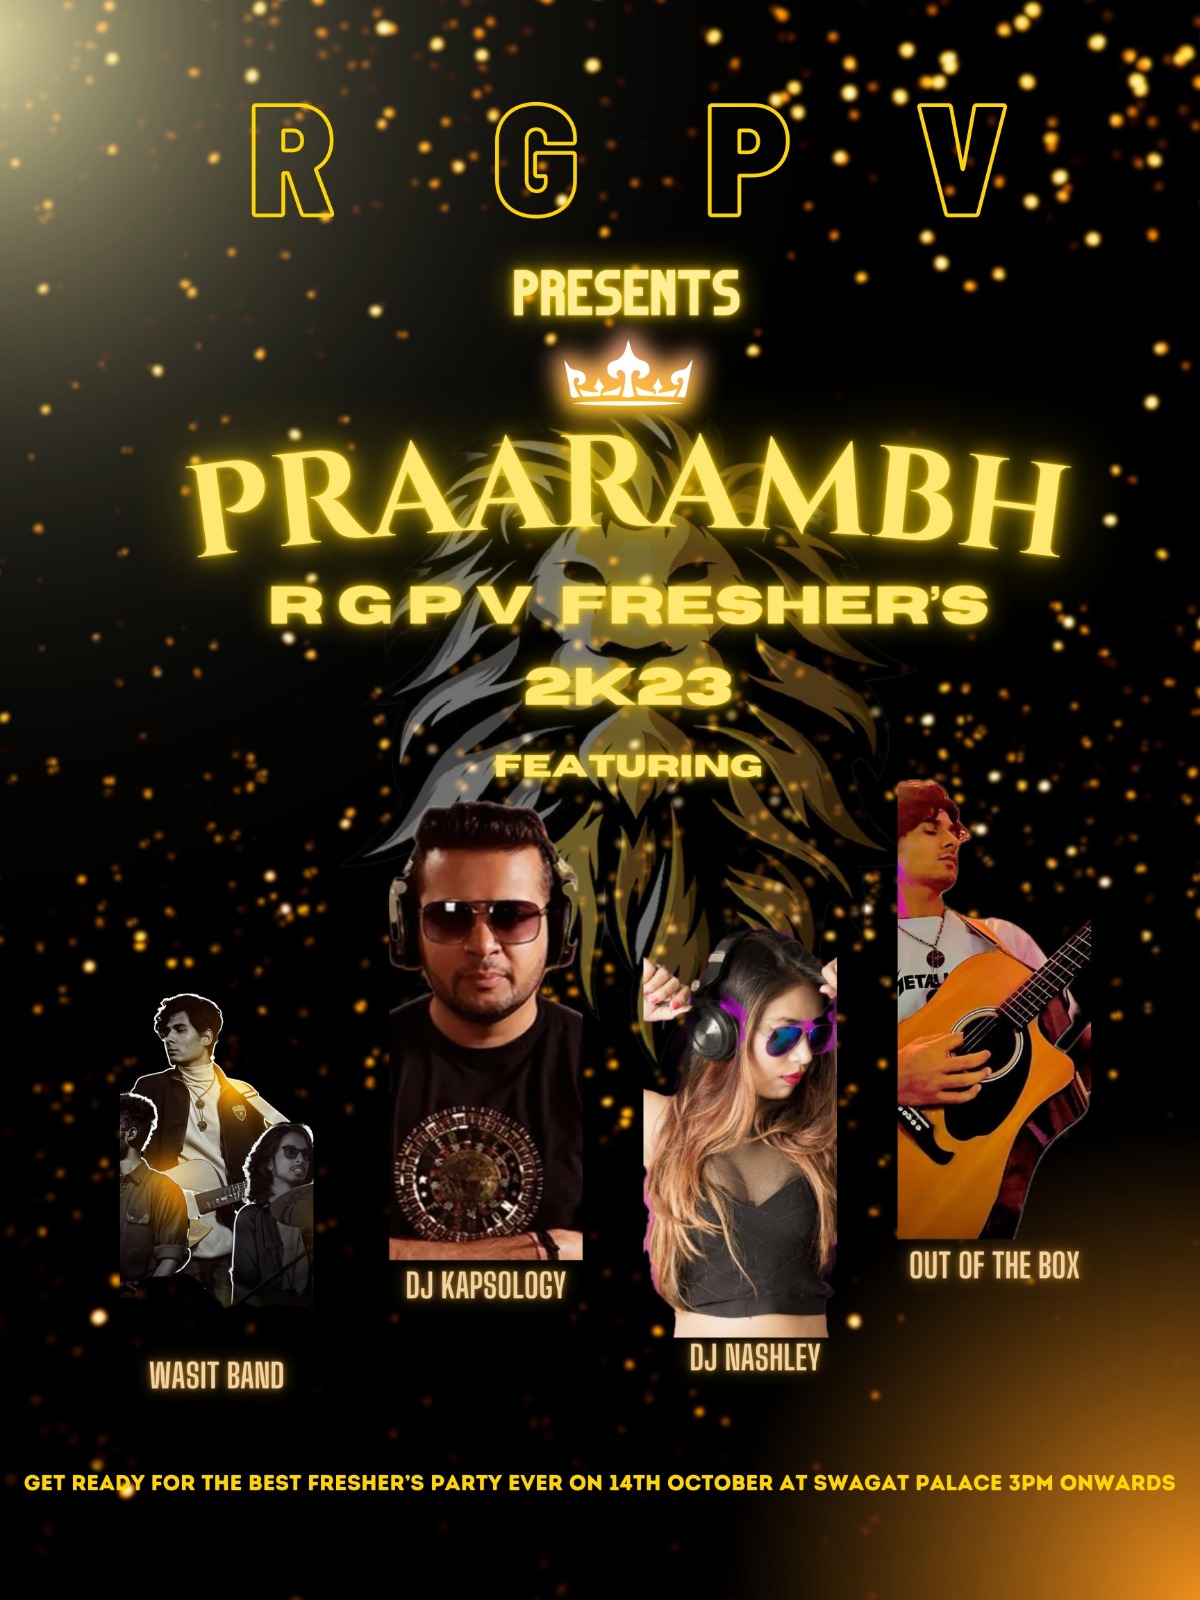 R G P V
PRESENTS
PRAARAMBH
R G P V FRESHER'S
2K23
FEATURING
METAL
OUT OF THE BOX
DJ KAPSOLOGY
DJ NASHLEY
WASIT BAND
GET READY FOR THE BEST FRESHER'S PARTY EVER ON 14TH OCTOBER AT SWAGAT PALACE 3PM ONWARDS